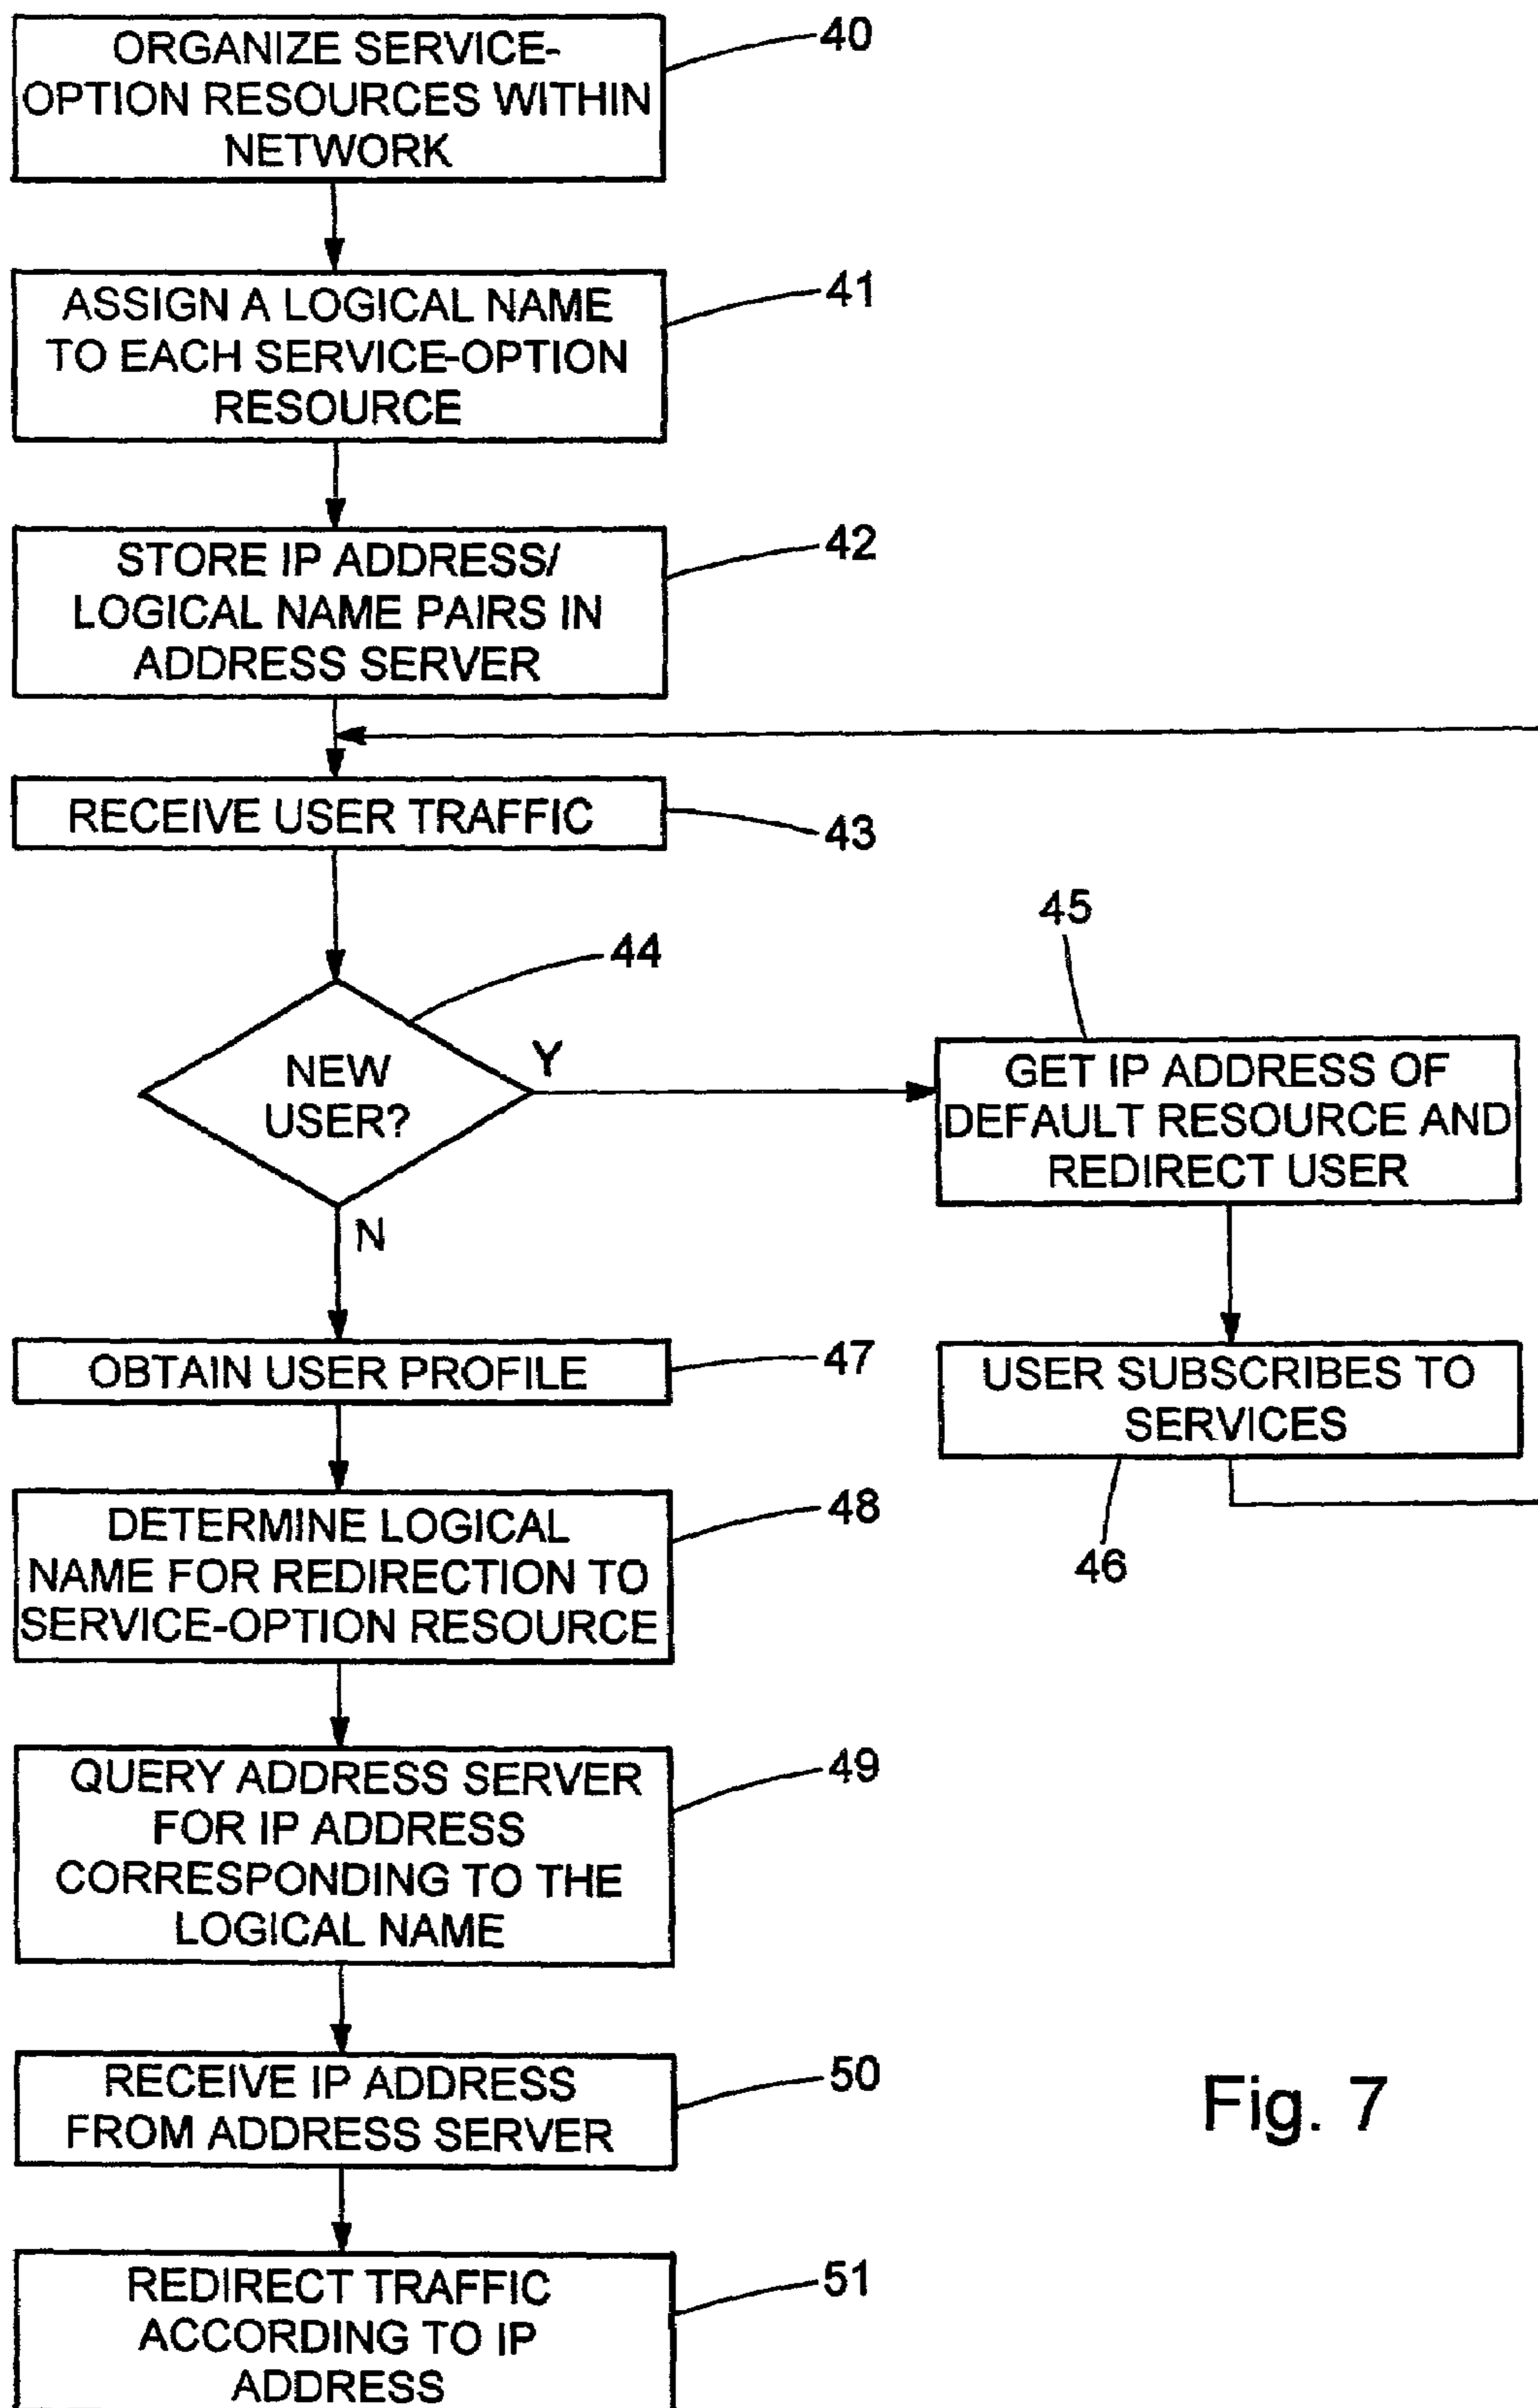 ORGANIZE SERVICE-
OPTION RESOURCES WITHIN
NETWORK
40
ASSIGN A LOGICAL NAME
TO EACH SERVICE-OPTION
RESOURCE
41
STORE IP ADDRESS/
LOGICAL NAME PAIRS IN
ADDRESS SERVER
42
RECEIVE USER TRAFFIC
43
NEW
USER?
44
Y
N
45
GET IP ADDRESS OF
DEFAULT RESOURCE AND
REDIRECT USER
USER SUBSCRIBES TO
SERVICES
46
OBTAIN USER PROFILE
47
DETERMINE LOGICAL
NAME FOR REDIRECTION TO
SERVICE-OPTION RESOURCE
48
QUERY ADDRESS SERVER
FOR IP ADDRESS
CORRESPONDING TO THE
LOGICAL NAME
49
RECEIVE IP ADDRESS
FROM ADDRESS SERVER
50
REDIRECT TRAFFIC
ACCORDING TO IP
ADDRESS
51
Fig. 7